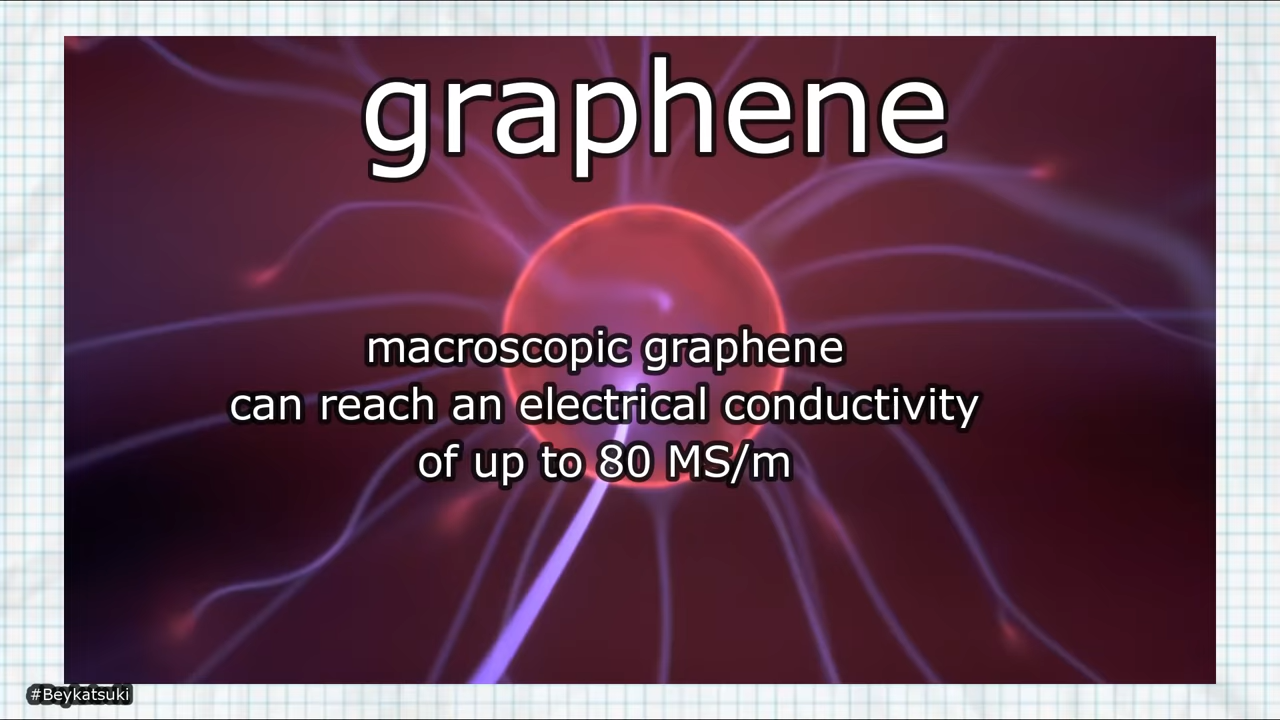 graphene
macroscopic graphene
can reach an electrical conductivity
of up to 80 MS/m
#Beykatsuki